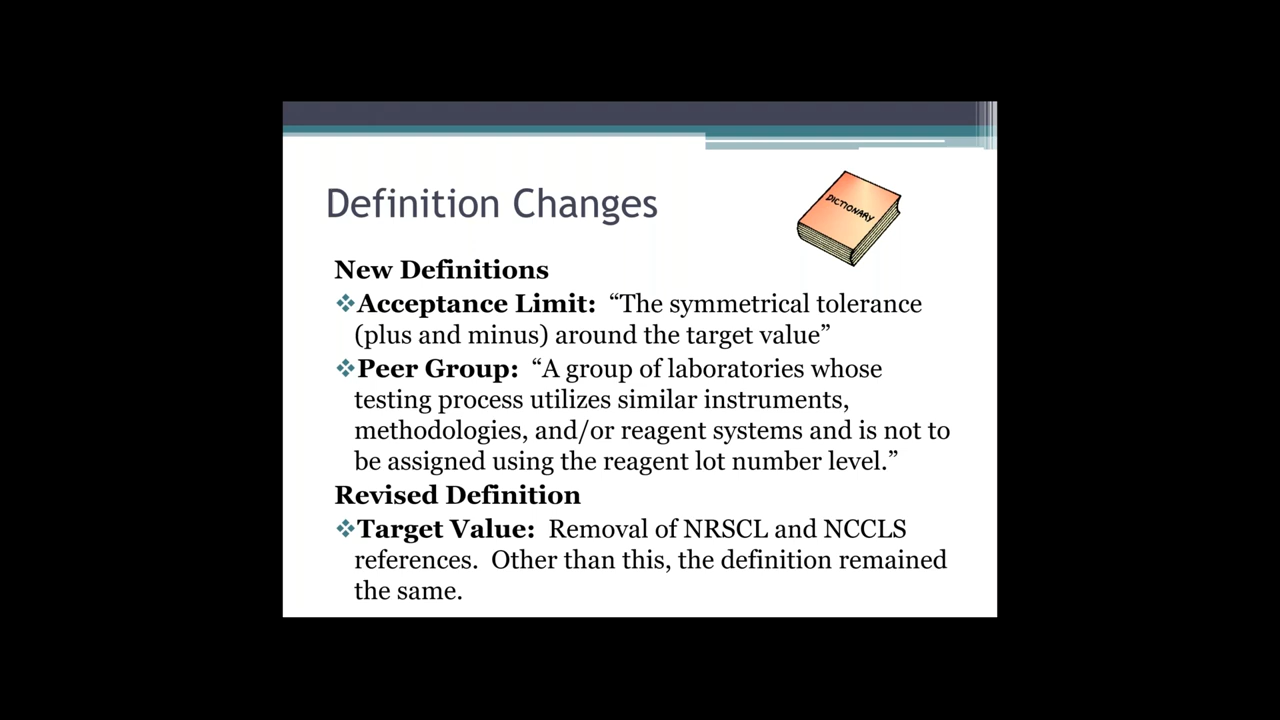 DICTIONARY
Definition Changes
New Definitions
❖Acceptance Limit:  “The symmetrical tolerance
(plus and minus) around the target value”
❖Peer Group:  “A group of laboratories whose
testing process utilizes similar instruments,
methodologies, and/or reagent systems and is not to
be assigned using the reagent lot number level.”
Revised Definition
❖Target Value:  Removal of NRSCL and NCCLS
references.  Other than this, the definition remained
the same.